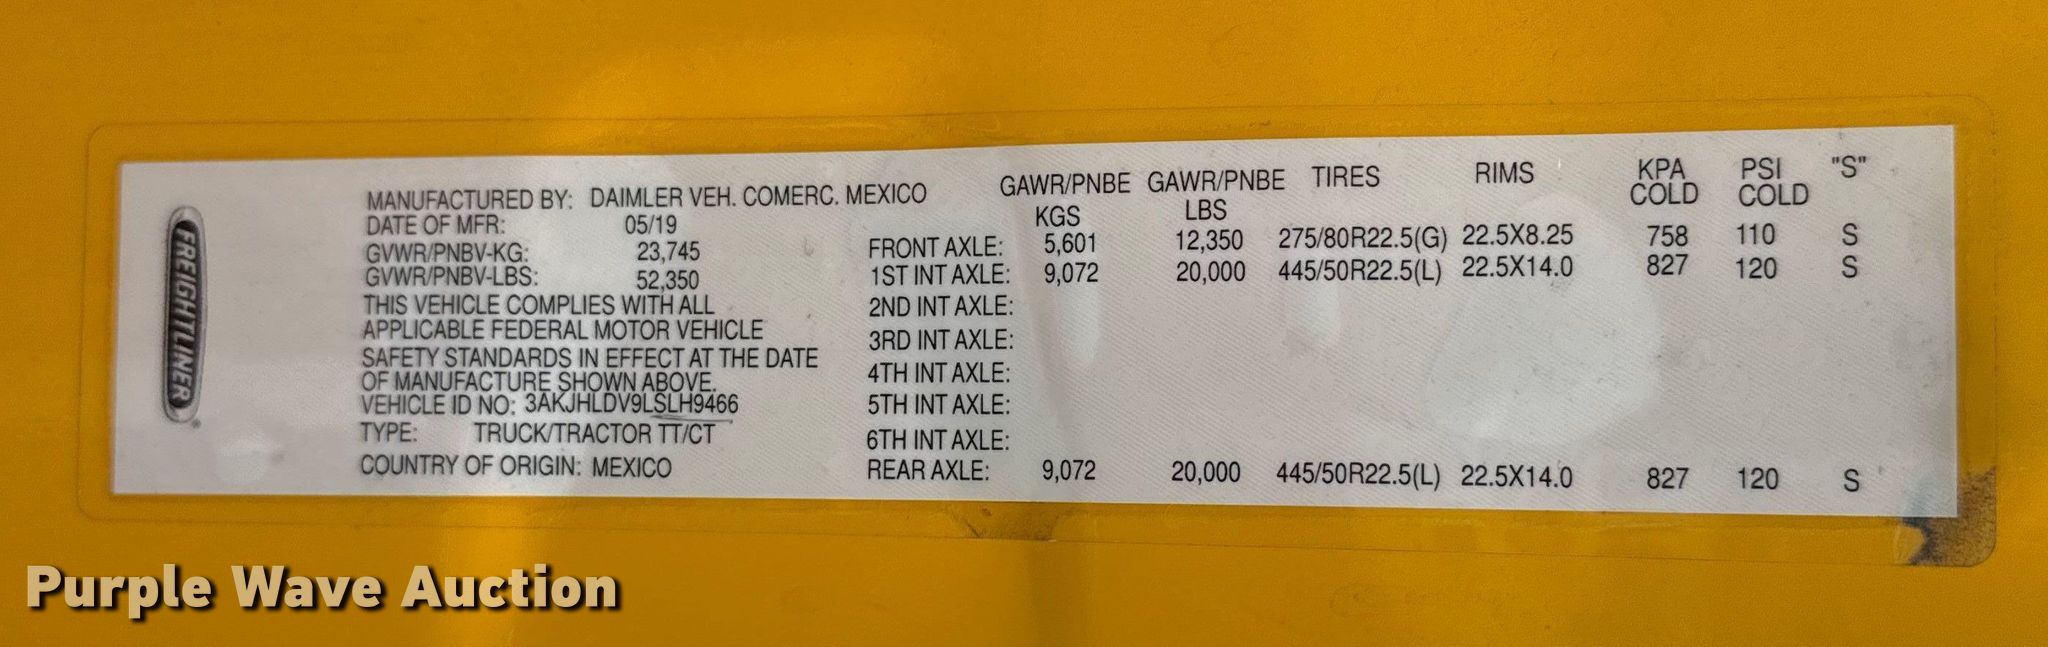 FREIGHTLINER
MANUFACTURED BY: DAIMLER VEH. COMERC. MEXICO
DATE OF MFR: 05/19
GVWR/PNBV-KG: 23,745
GVWR/PNBV-LBS: 52,350
THIS VEHICLE COMPLIES WITH ALL
APPLICABLE FEDERAL MOTOR VEHICLE
SAFETY STANDARDS IN EFFECT AT THE DATE
OF MANUFACTURE SHOWN ABOVE.
VEHICLE ID NO: 3AKJHLDV9LSLH9466
TYPE: TRUCK/TRACTOR TT/CT
COUNTRY OF ORIGIN: MEXICO
GAWR/PNBE GAWR/PNBE TIRES RIMS KPA PSI "S"
KGS LBS COLD COLD
FRONT AXLE: 5,601 12,350 275/80R22.5(G) 22.5X8.25 758 110 S
1ST INT AXLE: 9,072 20,000 445/50R22.5(L) 22.5X14.0 827 120 S
2ND INT AXLE:
3RD INT AXLE:
4TH INT AXLE:
5TH INT AXLE:
6TH INT AXLE:
REAR AXLE: 9,072 20,000 445/50R22.5(L) 22.5X14.0 827 120 S
Purple Wave Auction